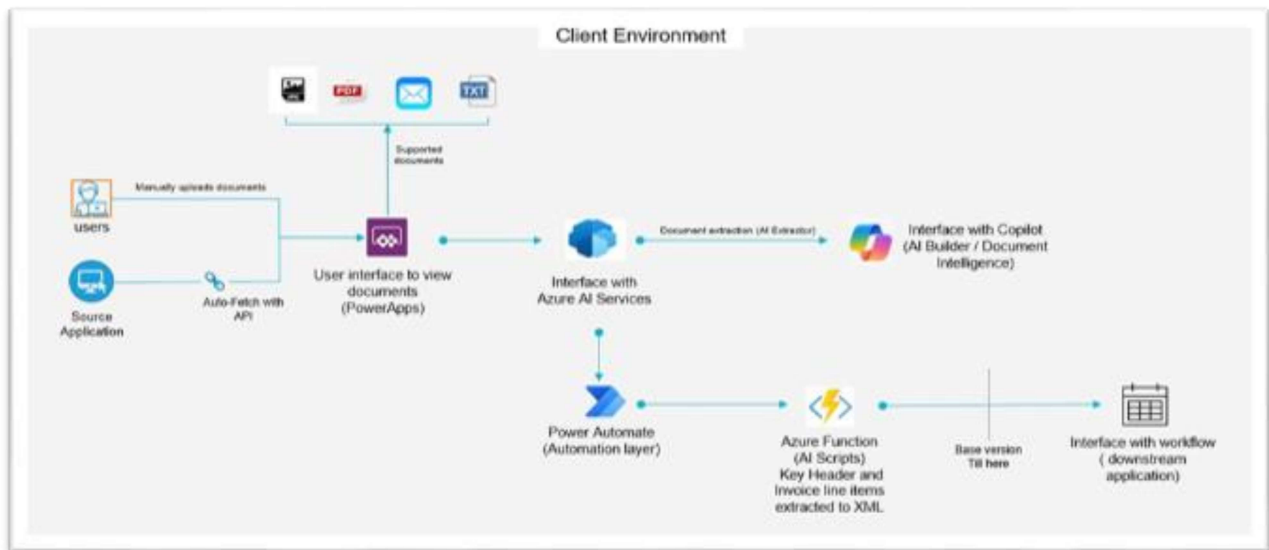 Client Environment
PDF
TXT
Supported
documents
Manually uploads documents
users
User interface to view
documents
(PowerApps)
Auto-Fetch with
API
Source
Application
Interface with
Azure AI Services
Document extraction (AI Extractor)
Interface with Copilot
(AI Builder / Document
Intelligence)
Power Automate
(Automation layer)
Azure Function
(AI Scripts)
Key Header and
Invoice line items
extracted to XML
Base version
Till here
Interface with workflow
( downstream
application)